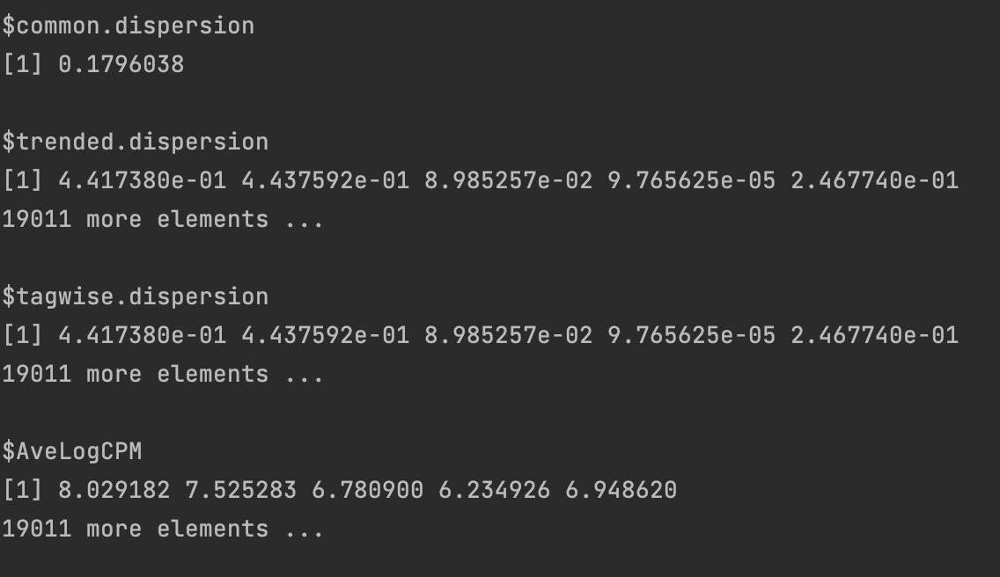 $common.dispersion
[1] 0.1796038
$trended.dispersion
[1] 4.417380e-01 4.437592e-01 8.985257e-02 9.765625e-05 2.467740e-01
19011 more elements ...
$tagwise.dispersion
[1] 4.417380e-01 4.437592e-01 8.985257e-02 9.765625e-05 2.467740e-01
19011 more elements ...
$AveLogCPM
[1] 8.029182 7.525283 6.780900 6.234926 6.948620
19011 more elements ...